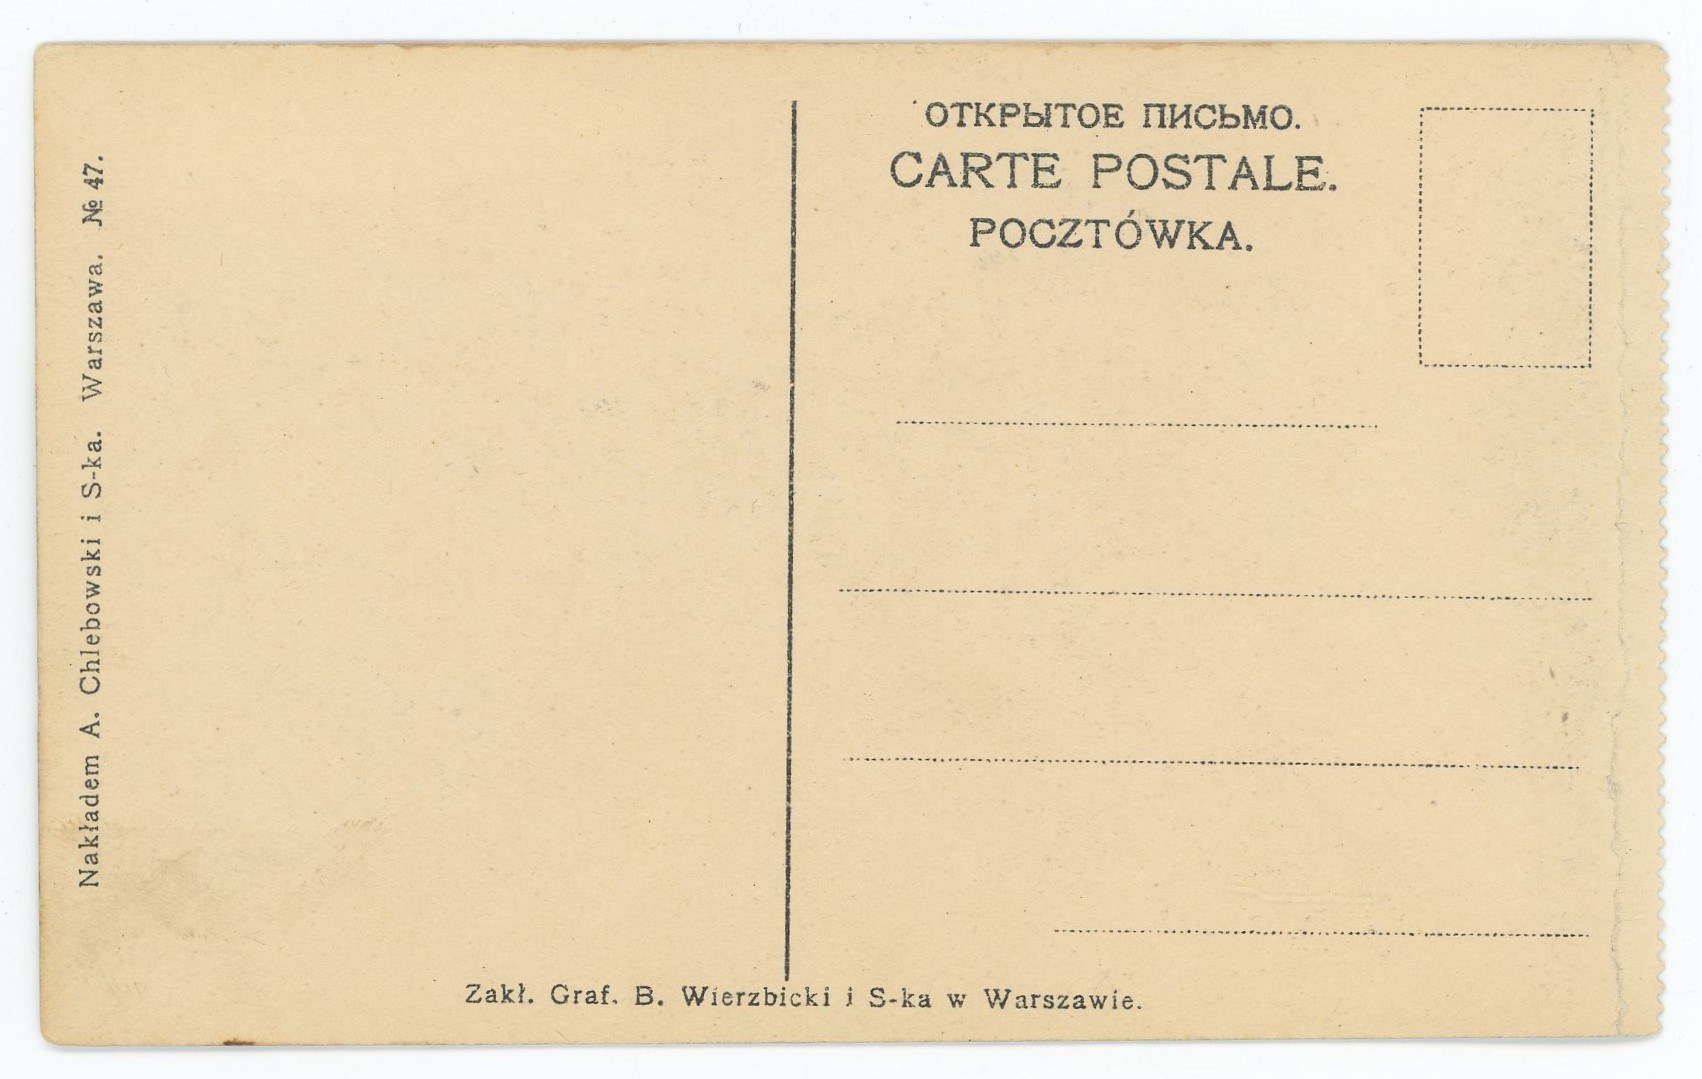 ОТКРЫТОЕ ПИСЬМО.
CARTE POSTALE.
POCZTÓWKA.
Nakładem A. Chlebowski i S-ka. Warszawa. № 47.
Zakł. Graf. B. Wierzbicki i S-ka w Warszawie.